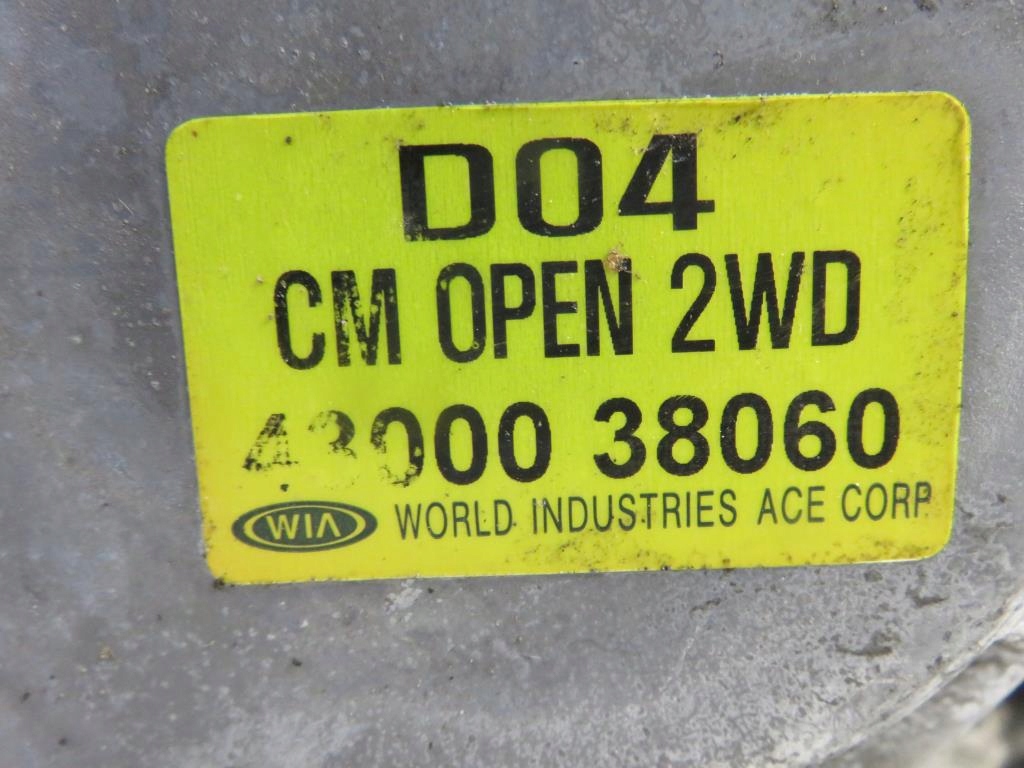 D04
CM OPEN 2WD
43000 38060
WIA WORLD INDUSTRIES ACE CORP